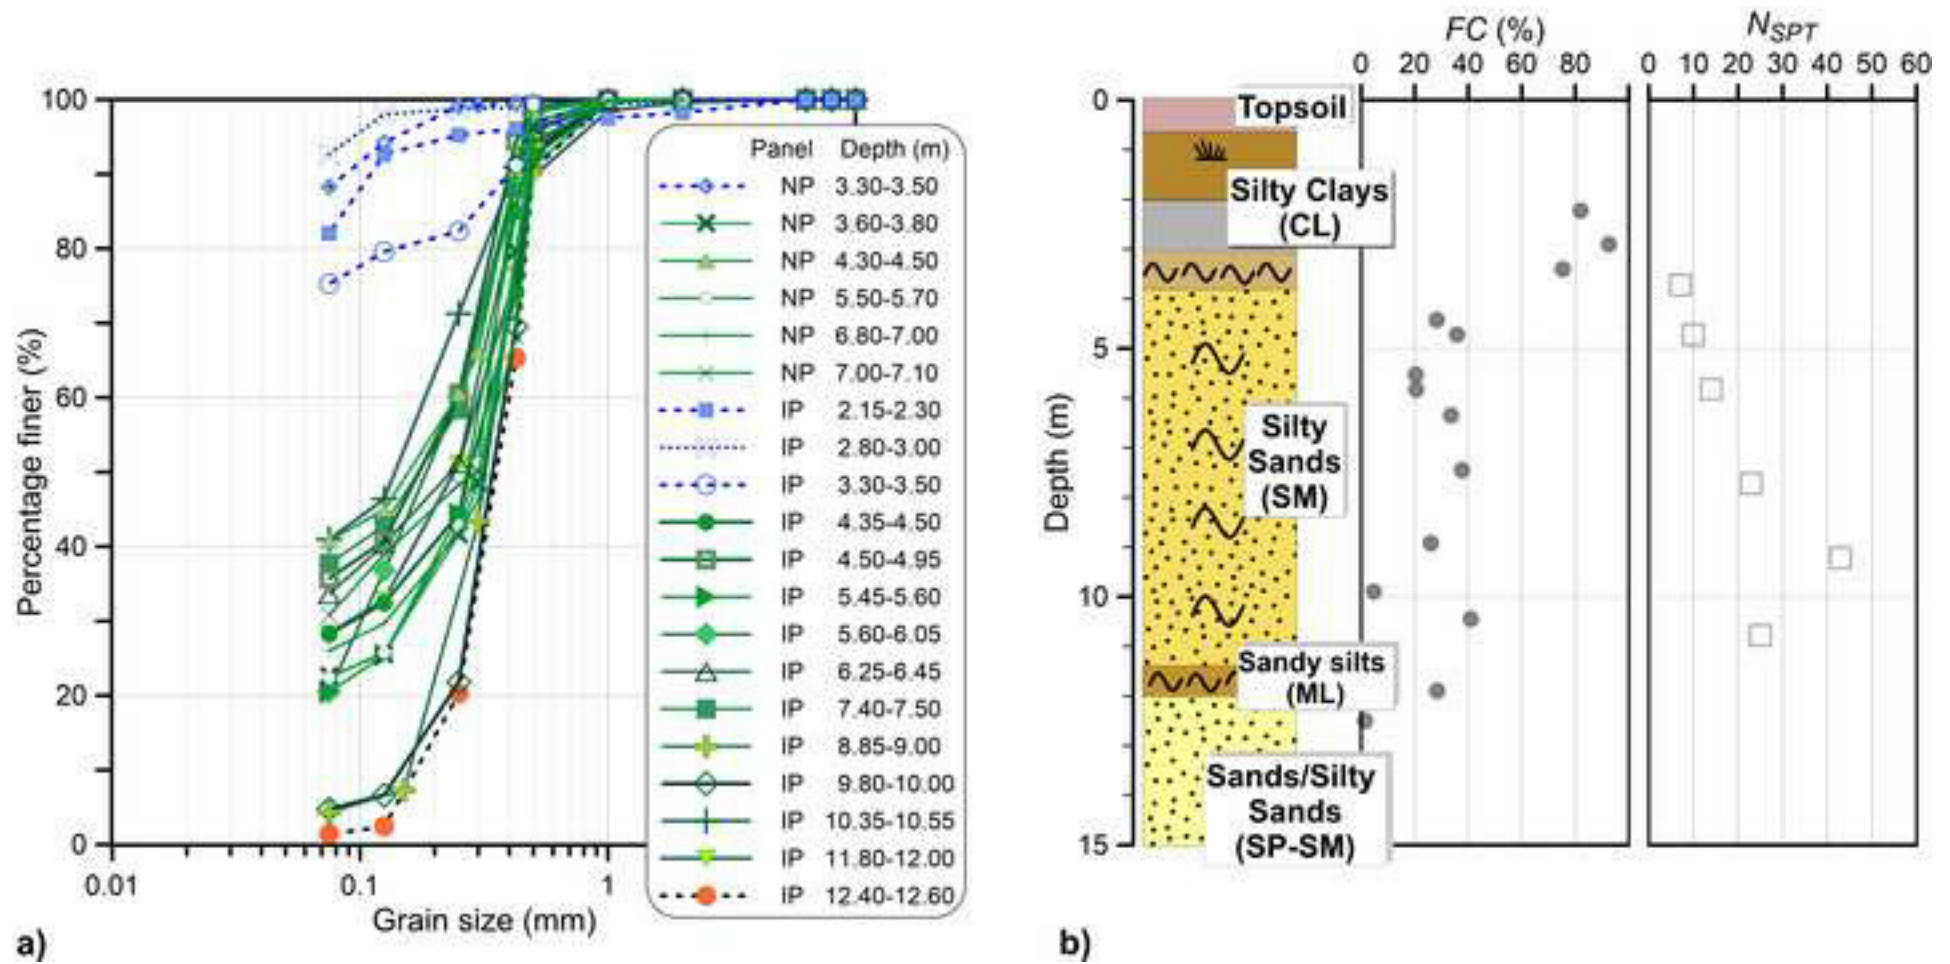 100
80
60
40
20
0
Percentage finer (%)
0.01
0.1
1
Grain size (mm)
a)
Panel Depth (m)
NP 3.30-3.50
NP 3.60-3.80
NP 4.30-4.50
NP 5.50-5.70
NP 6.80-7.00
NP 7.00-7.10
IP 2.15-2.30
IP 2.80-3.00
IP 3.30-3.50
IP 4.35-4.50
IP 4.50-4.95
IP 5.45-5.60
IP 5.60-6.05
IP 6.25-6.45
IP 7.40-7.50
IP 8.85-9.00
IP 9.80-10.00
IP 10.35-10.55
IP 11.80-12.00
IP 12.40-12.60
FC (%)
0 20 40 60 80
NSPT
0 10 20 30 40 50 60
0
5
10
15
Depth (m)
Topsoil
Silty Clays
(CL)
Silty
Sands
(SM)
Sandy silts
(ML)
Sands/Silty
Sands
(SP-SM)
b)